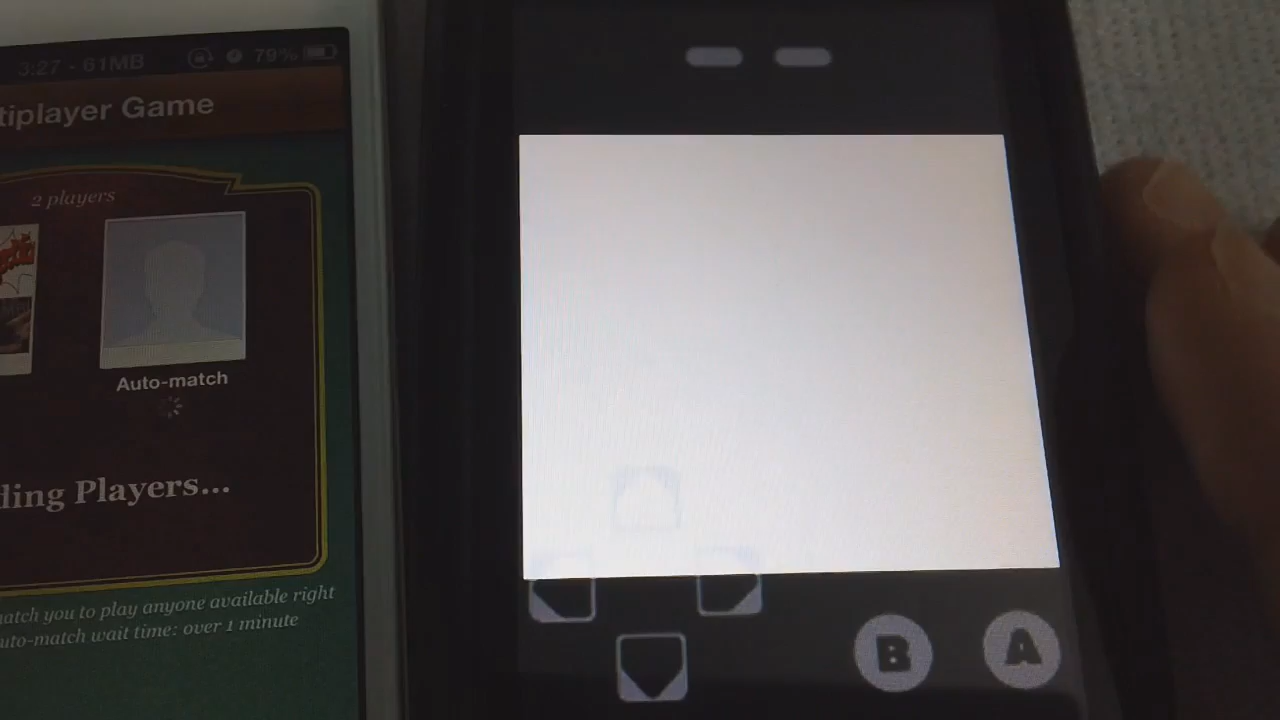 3:27 - 61MB 79%
tiplayer Game
2 players
Auto-match
ding Players...
atch you to play anyone available right
uto-match wait time: over 1 minute
B A